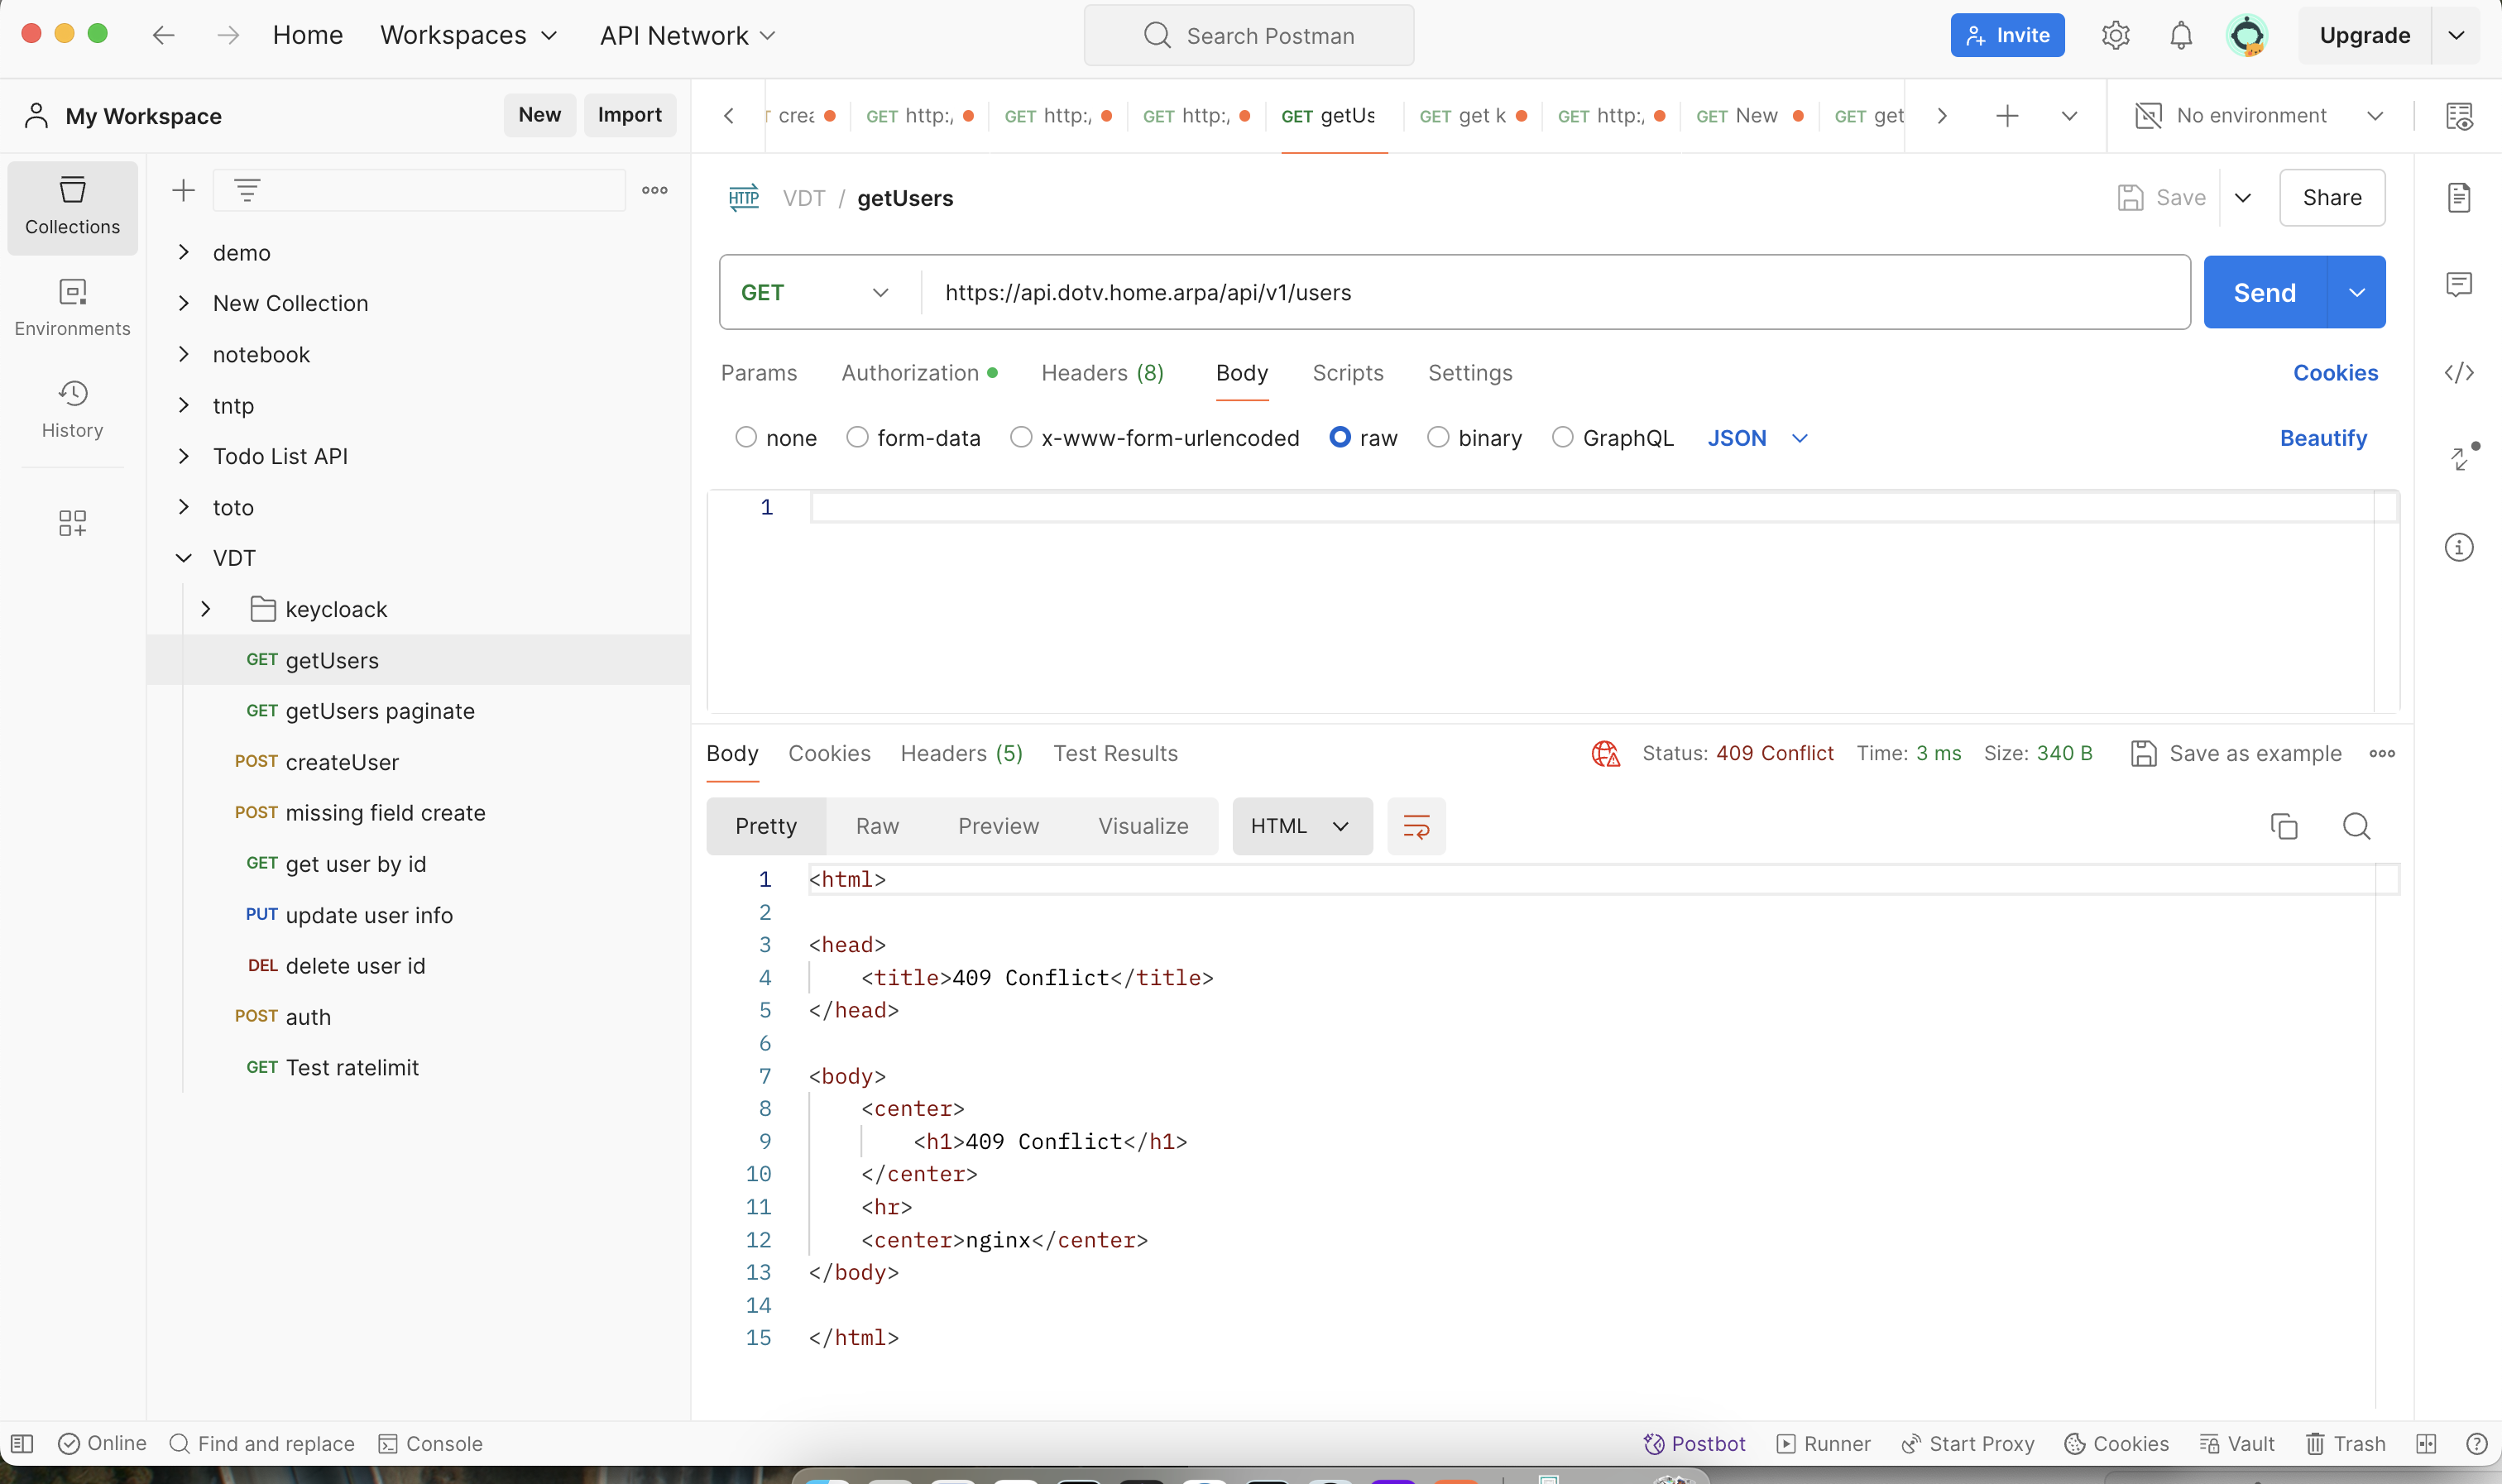 Home Workspaces API Network Search Postman Invite Upgrade
My Workspace New Import
creɛ GET http:, GET http:, GET http:, GET getUs GET get k GET http:, GET New GET get No environment
Collections
Environments
History
demo
New Collection
notebook
tntp
Todo List API
toto
VDT
keycloack
GET getUsers
GET getUsers paginate
POST createUser
POST missing field create
GET get user by id
PUT update user info
DEL delete user id
POST auth
GET Test ratelimit
HTTP VDT / getUsers Save Share
GET https://api.dotv.home.arpa/api/v1/users Send
Params Authorization Headers (8) Body Scripts Settings Cookies
none form-data x-www-form-urlencoded raw binary GraphQL JSON Beautify
1
Body Cookies Headers (5) Test Results Status: 409 Conflict Time: 3 ms Size: 340 B Save as example
Pretty Raw Preview Visualize HTML
1 <html>
2
3 <head>
4 <title>409 Conflict</title>
5 </head>
6
7 <body>
8 <center>
9 <h1>409 Conflict</h1>
10 </center>
11 <hr>
12 <center>nginx</center>
13 </body>
14
15 </html>
Online Find and replace Console Postbot Runner Start Proxy Cookies Vault Trash